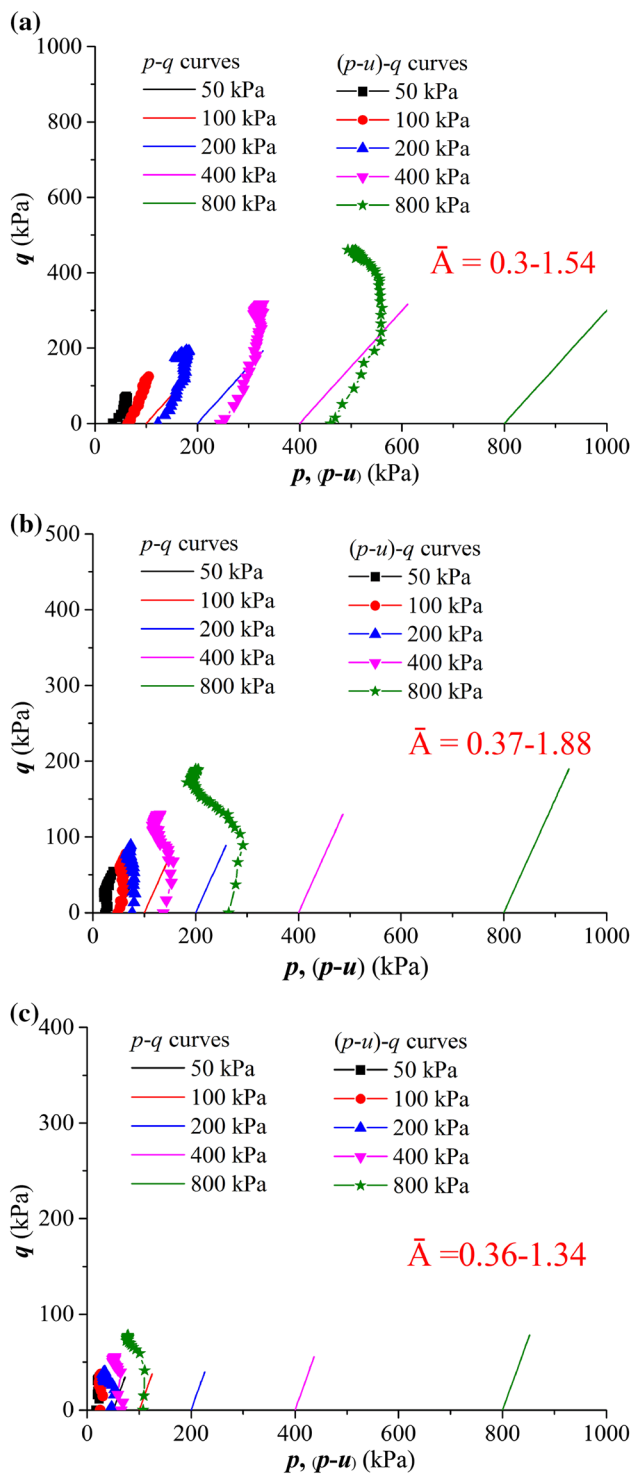 (a)
p-q curves (p-u)-q curves
50 kPa 50 kPa
100 kPa 100 kPa
200 kPa 200 kPa
400 kPa 400 kPa
800 kPa 800 kPa
Ā = 0.3-1.54
1000
800
600
400
200
0
q (kPa)
0 200 400 600 800 1000
p, (p-u) (kPa)
(b)
p-q curves (p-u)-q curves
50 kPa 50 kPa
100 kPa 100 kPa
200 kPa 200 kPa
400 kPa 400 kPa
800 kPa 800 kPa
Ā = 0.37-1.88
500
400
300
200
100
0
q (kPa)
0 200 400 600 800 1000
p, (p-u) (kPa)
(c)
p-q curves (p-u)-q curves
50 kPa 50 kPa
100 kPa 100 kPa
200 kPa 200 kPa
400 kPa 400 kPa
800 kPa 800 kPa
Ā =0.36-1.34
400
300
200
100
0
q (kPa)
0 200 400 600 800 1000
p, (p-u) (kPa)